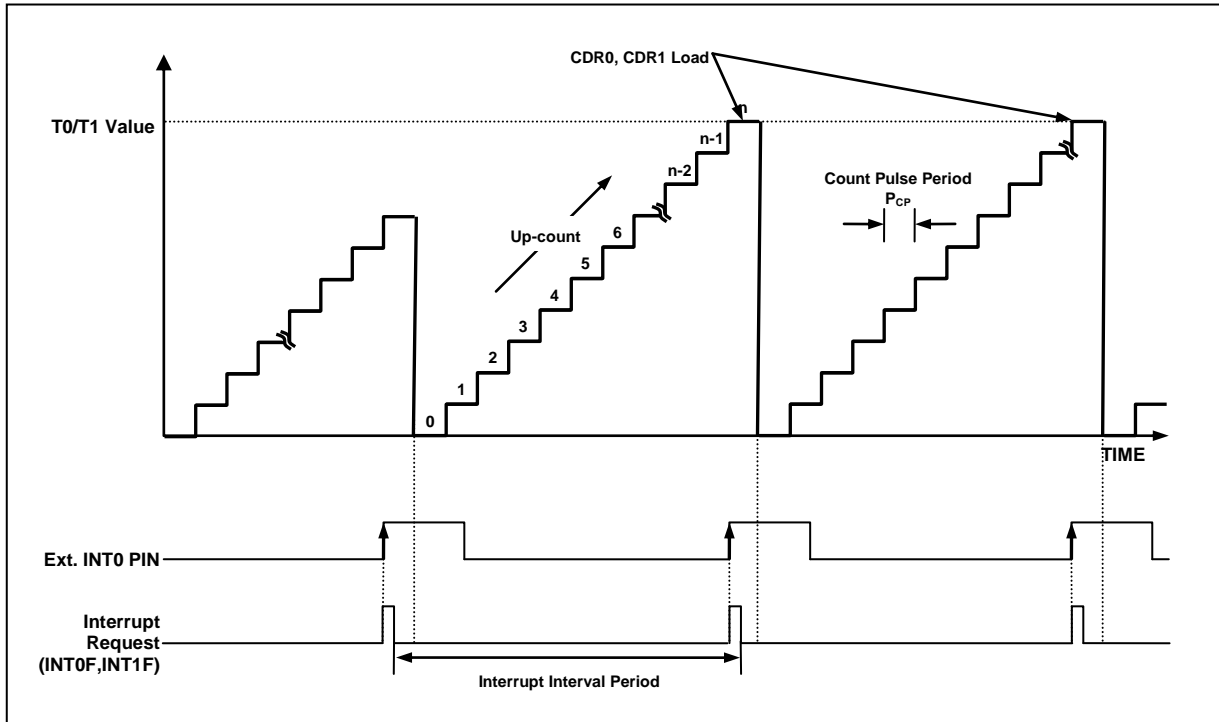 CDR0, CDR1 Load
n
T0/T1 Value
n-1
n-2
Count Pulse Period
PCP
Up-count
6
5
4
3
2
1
0
TIME
Ext. INT0 PIN
Interrupt
Request
(INT0F,INT1F)
Interrupt Interval Period